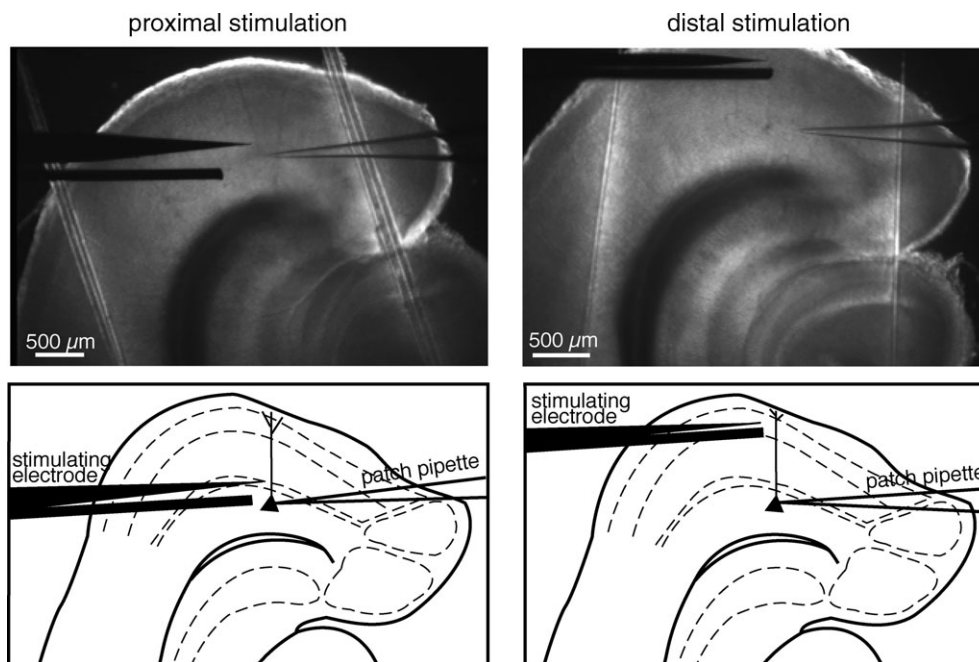 proximal stimulation
distal stimulation
500 µm
500 µm
stimulating
electrode
patch pipette
stimulating
electrode
patch pipette